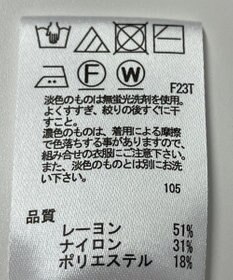 F W
F23T
淡色のものは無蛍光洗剤を使用。
よくすすぎ、絞りの後すぐに干
すこと。
濃色のものは、着用による摩擦
で色落ちする事がありますので、
組み合せの衣服にご注意下さい。
また、淡色のものとは別にお洗
い下さい。
105
品質
レーヨン 51%
ナイロン 31%
ポリエステル 18%